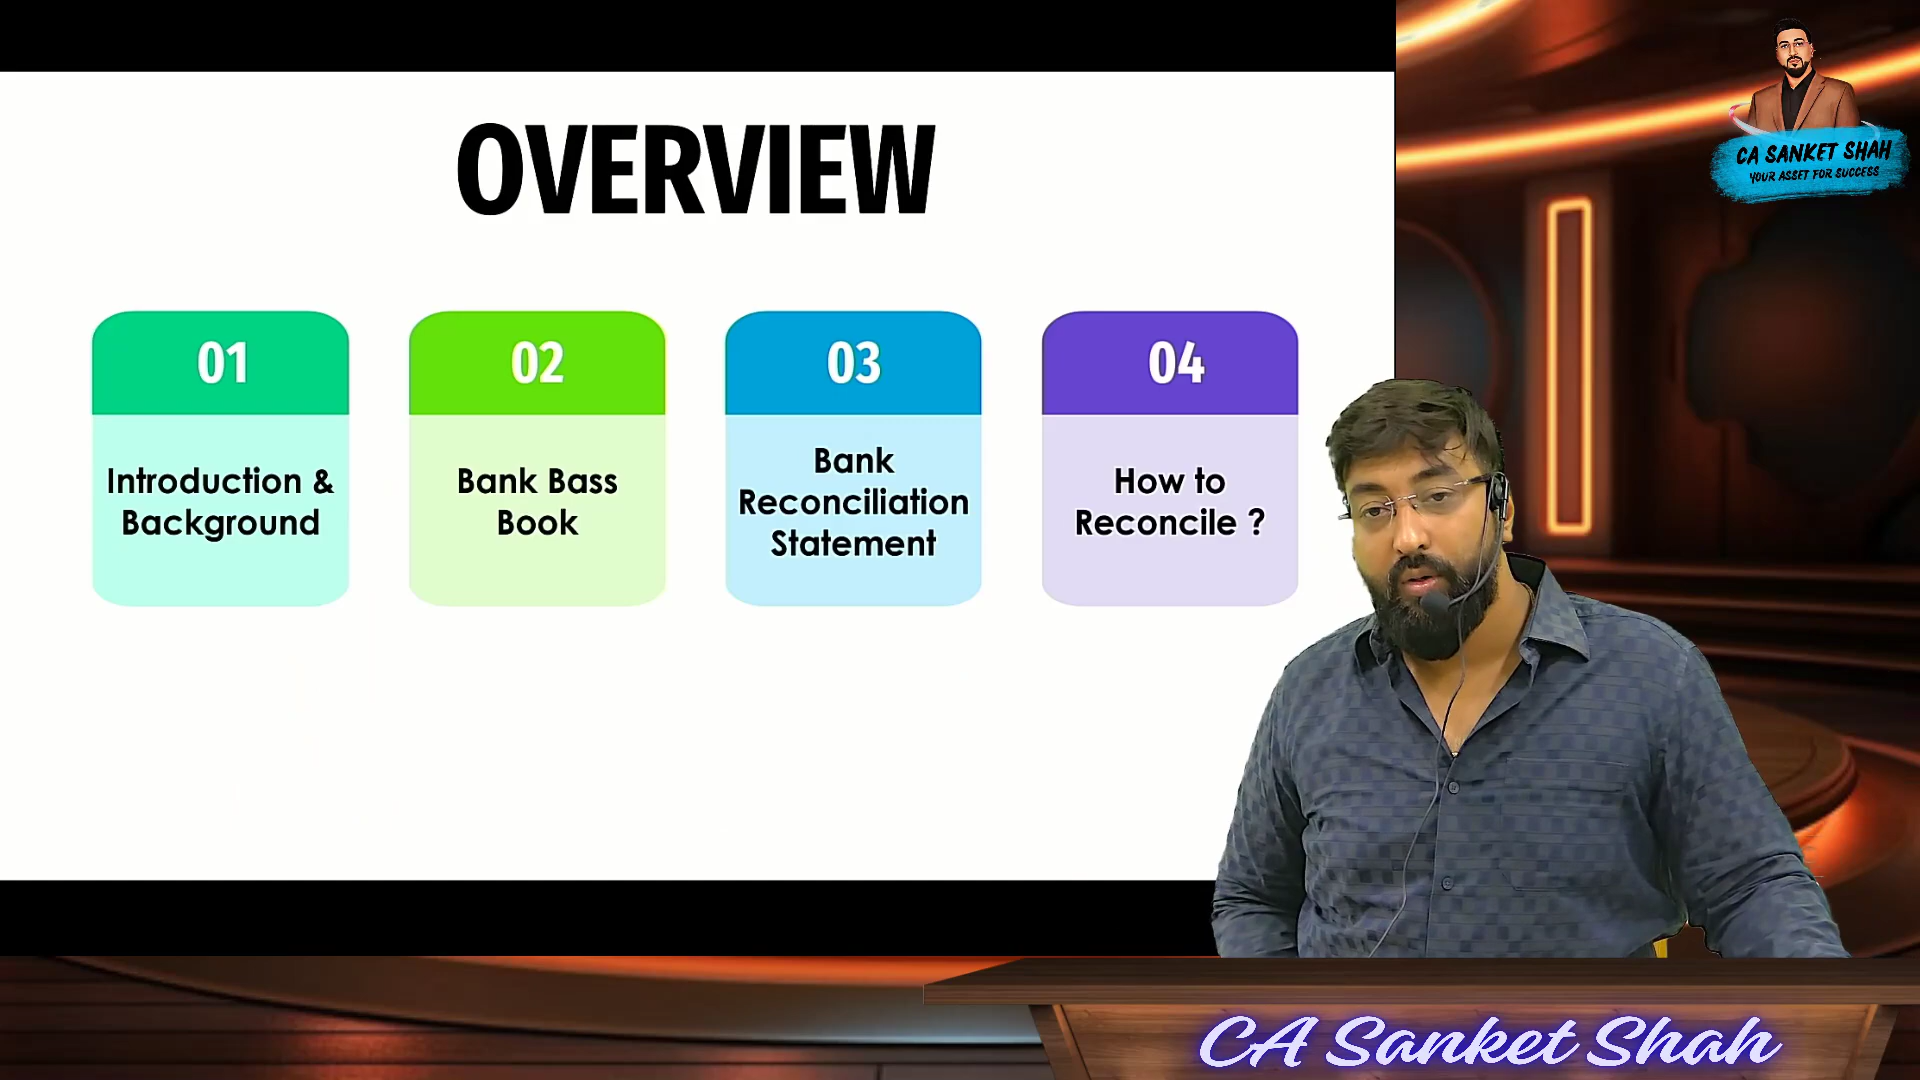 OVERVIEW
01
Introduction &
Background
02
Bank Bass
Book
03
Bank
Reconciliation
Statement
04
How to
Reconcile ?
CA SANKET SHAH
YOUR ASSET FOR SUCCESS
CA Sanket Shah